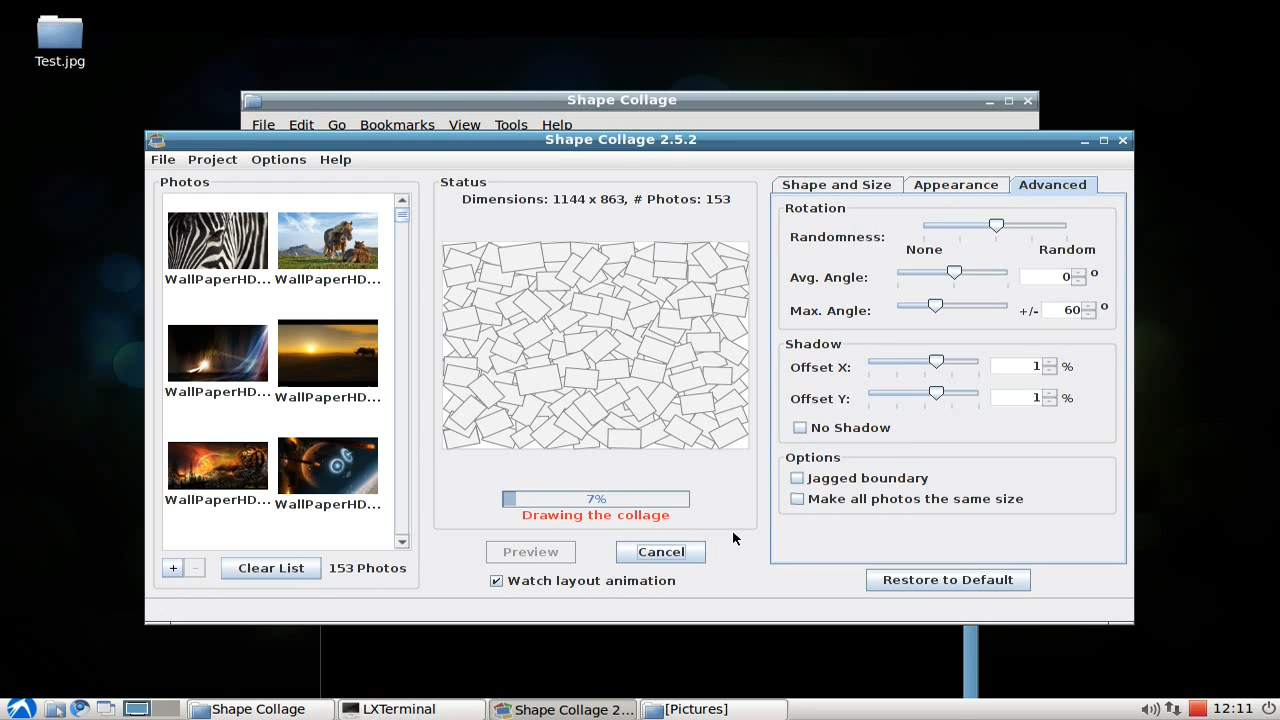 Test.jpg
Shape Collage
File Edit Go Bookmarks View Tools Help
Shape Collage 2.5.2
File Project Options Help
Photos
WallPaperHD... WallPaperHD...
WallPaperHD... WallPaperHD...
WallPaperHD... WallPaperHD...
+ - Clear List 153 Photos
Status
Dimensions: 1144 x 863, # Photos: 153
7%
Drawing the collage
Preview Cancel
Watch layout animation
Shape and Size Appearance Advanced
Rotation
Randomness:
None Random
Avg. Angle: 0 °
Max. Angle: +/- 60 °
Shadow
Offset X: 1 %
Offset Y: 1 %
No Shadow
Options
Jagged boundary
Make all photos the same size
Restore to Default
Shape Collage LXTerminal Shape Collage 2... [Pictures] 12:11